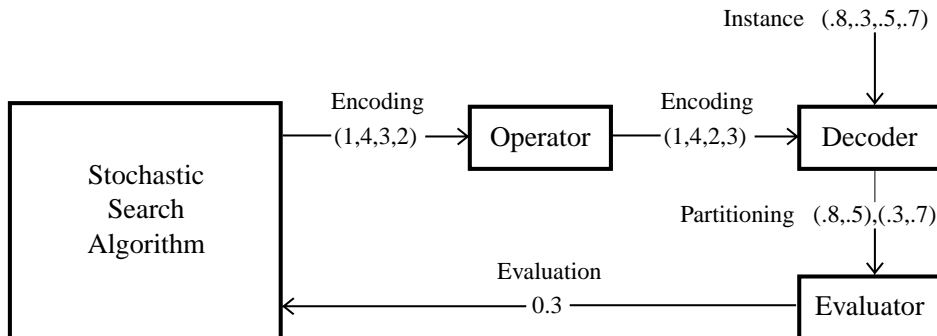 Instance (.8,.3,.5,.7)
Encoding
(1,4,3,2)
Operator
Encoding
(1,4,2,3)
Decoder
Stochastic
Search
Algorithm
Partitioning (.8,.5),(.3,.7)
Evaluation
0.3
Evaluator